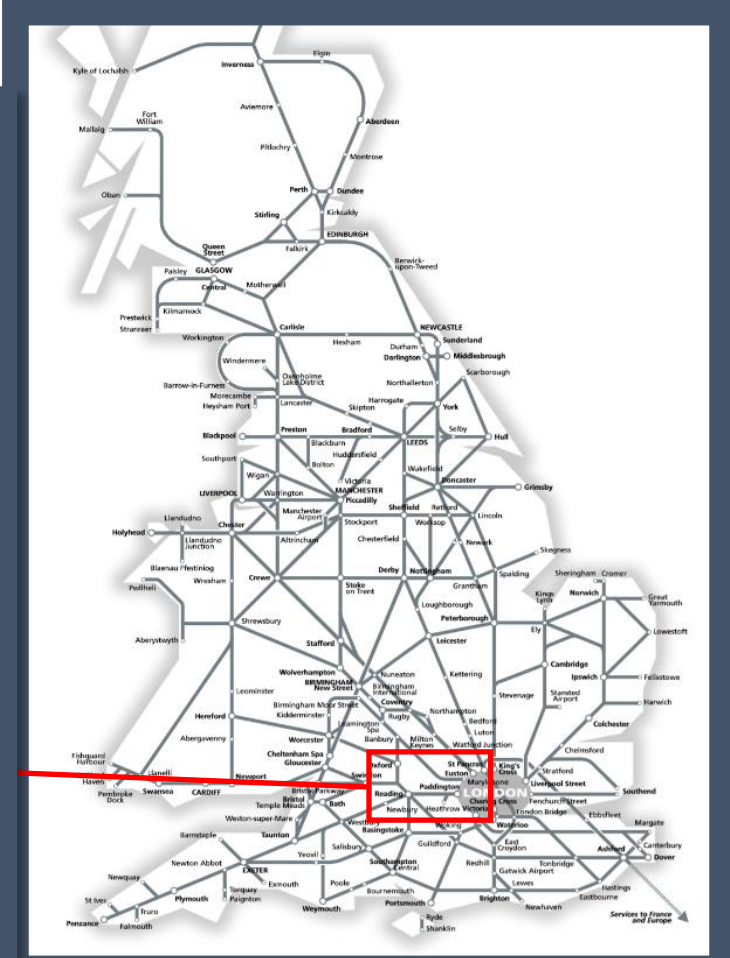 Elgin
Inverness
Kyle of Lochalsh
Aviemore
Fort
William
Mallaig
Aberdeen
Pitlochry
Montrose
Perth
Dundee
Oban
Stirling
Kirkcaldy
EDINBURGH
Queen
Street
Falkirk
Berwick-
upon-Tweed
GLASGOW
Paisley
Central
Motherwell
Kilmarnock
Prestwick
Stranraer
Carlisle
NEWCASTLE
Sunderland
Workington
Hexham
Durham
Darlington
Middlesbrough
Windermere
Oxenholme
Lake District
Scarborough
Barrow-in-Furness
Northallerton
Morecambe
Heysham Port
Lancaster
Harrogate
York
Skipton
Blackpool
Preston
Bradford
LEEDS
Selby
Hull
Blackburn
Huddersfield
Southport
Bolton
Wakefield
Wigan
Victoria
Doncaster
LIVERPOOL
Warrington
MANCHESTER
Piccadilly
Grimsby
Manchester
Airport
Stockport
Sheffield
Retford
Worksop
Lincoln
Llandudno
Holyhead
Chester
Llandudno
Junction
Altrincham
Chesterfield
Newark
Skegness
Blaenau Ffestiniog
Wrexham
Crewe
Stoke
on Trent
Derby
Nottingham
Grantham
Spalding
Sheringham
Cromer
Pwllheli
Loughborough
Kings
Lynn
Norwich
Great
Yarmouth
Shrewsbury
Peterborough
Ely
Lowestoft
Aberystwyth
Stafford
Leicester
Cambridge
Wolverhampton
BIRMINGHAM
New Street
Nuneaton
Birmingham
International
Kettering
Ipswich
Felixstowe
Leominster
Coventry
Stevenage
Stansted
Airport
Harwich
Birmingham Moor Street
Kidderminster
Rugby
Northampton
Hereford
Leamington
Spa
Bedford
Colchester
Abergavenny
Worcester
Banbury
Milton
Keynes
Luton
Watford Junction
Chelmsford
Cheltenham Spa
Gloucester
Fishguard
Harbour
Oxford
St Pancras
Euston
King's
Cross
Stratford
Haven
Llanelli
Newport
Swindon
Marylebone
Liverpool Street
Pembroke
Dock
Swansea
CARDIFF
Bristol Parkway
Bristol
Temple Meads
Bath
Reading
Paddington
LONDON
Southend
Fenchurch Street
Charing Cross
Newbury
Heathrow
Victoria
London Bridge
Ebbsfleet
Weston-super-Mare
Westbury
Basingstoke
Woking
Waterloo
Margate
Barnstaple
Taunton
Salisbury
Guildford
East
Croydon
Canterbury
Yeovil
Redhill
Tonbridge
Ashford
Dover
Newton Abbot
EXETER
Southampton
Central
Gatwick Airport
Newquay
Exmouth
Poole
Bournemouth
Lewes
Hastings
Torquay
Paignton
Plymouth
Weymouth
Portsmouth
Brighton
Newhaven
Eastbourne
St Ives
Truro
Falmouth
Penzance
Ryde
Shanklin
Services to France
and Europe